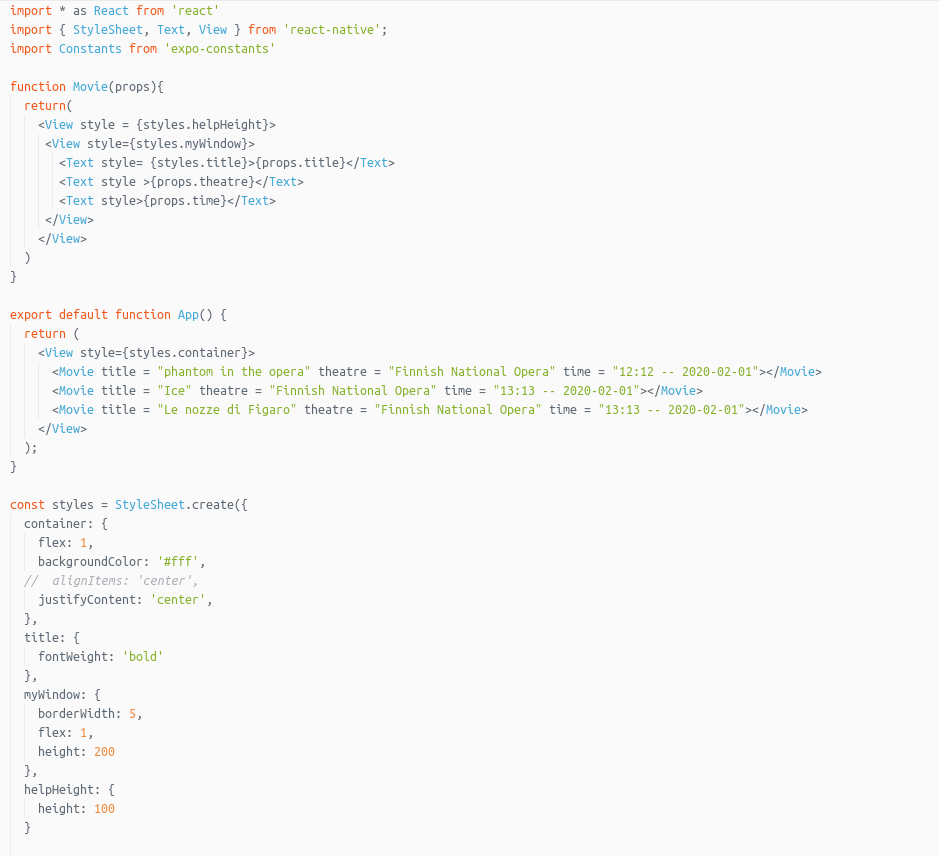 import * as React from 'react'
import { StyleSheet, Text, View } from 'react-native';
import Constants from 'expo-constants'

function Movie(props){
  return(
    <View style = {styles.helpHeight}>
     <View style={styles.myWindow}>
       <Text style= {styles.title}>{props.title}</Text>
       <Text style >{props.theatre}</Text>
       <Text style>{props.time}</Text>
     </View>
    </View>
  )
}

export default function App() {
  return (
    <View style={styles.container}>
      <Movie title = "phantom in the opera" theatre = "Finnish National Opera" time = "12:12 -- 2020-02-01"></Movie>
      <Movie title = "Ice" theatre = "Finnish National Opera" time = "13:13 -- 2020-02-01"></Movie>
      <Movie title = "Le nozze di Figaro" theatre = "Finnish National Opera" time = "13:13 -- 2020-02-01"></Movie>
    </View>
  );
}

const styles = StyleSheet.create({
  container: {
    flex: 1,
    backgroundColor: '#fff',
  //  alignItems: 'center',
    justifyContent: 'center',
  },
  title: {
    fontWeight: 'bold'
  },
  myWindow: {
    borderWidth: 5,
    flex: 1,
    height: 200
  },
  helpHeight: {
    height: 100
  }